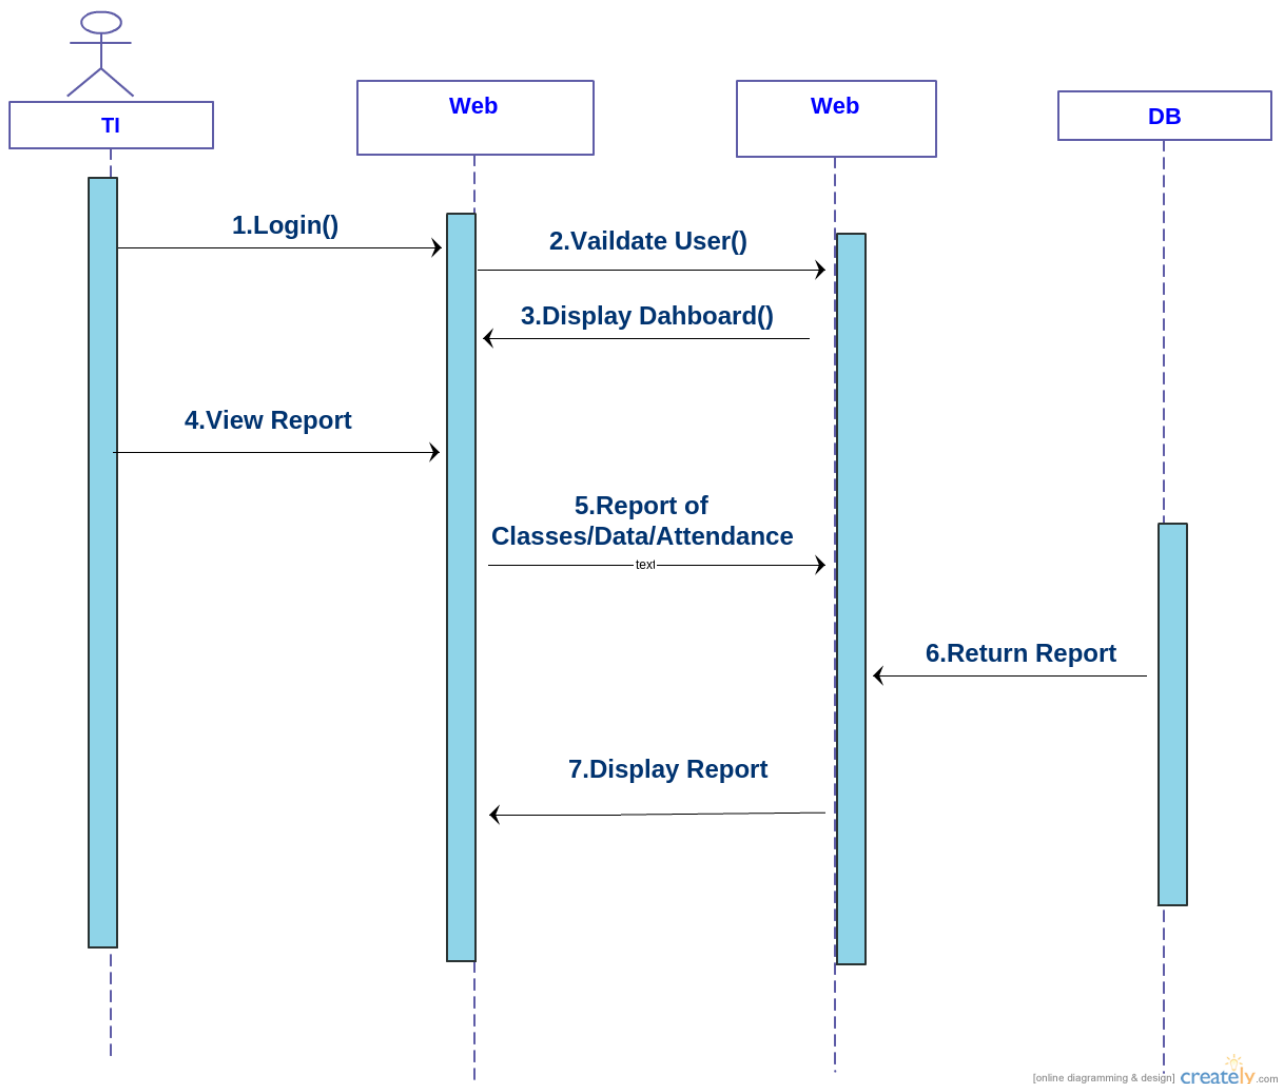 TI
Web
Web
DB
1.Login()
2.Vaildate User()
3.Display Dahboard()
4.View Report
5.Report of
Classes/Data/Attendance
text
6.Return Report
7.Display Report
[online diagramming & design] creately.com